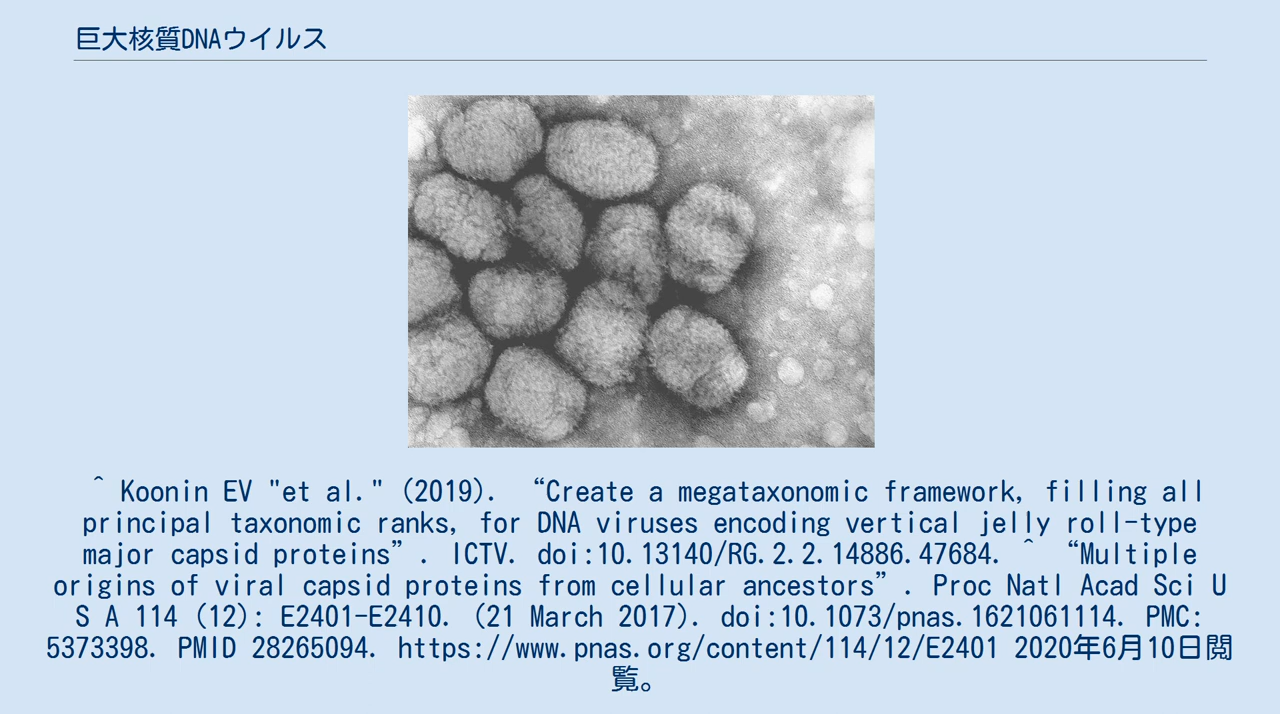 巨大核質DNAウイルス
^ Koonin EV "et al." (2019). “Create a megataxonomic framework, filling all
principal taxonomic ranks, for DNA viruses encoding vertical jelly roll-type
major capsid proteins”. ICTV. doi:10.13140/RG.2.2.14886.47684. ^ “Multiple
origins of viral capsid proteins from cellular ancestors”. Proc Natl Acad Sci U
S A 114 (12): E2401-E2410. (21 March 2017). doi:10.1073/pnas.1621061114. PMC:
5373398. PMID 28265094. https://www.pnas.org/content/114/12/E2401 2020年6月10日閲
覧。